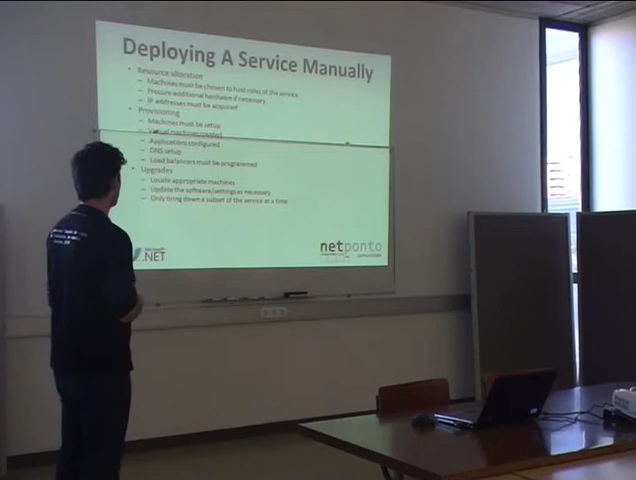 Deploying A Service Manually
• Resource allocation
– Machines must be chosen to host roles of the service
– Procure additional hardware if necessary
– IP addresses must be acquired
• Provisioning
– Machines must be setup
– Virtual machines created
– Applications configured
– DNS setup
– Load balancers must be programmed
• Upgrades
– Locate appropriate machines
– Update the software/settings as necessary
– Only bring down a subset of the service at a time
Microsoft
.NET
netponto
comunidade